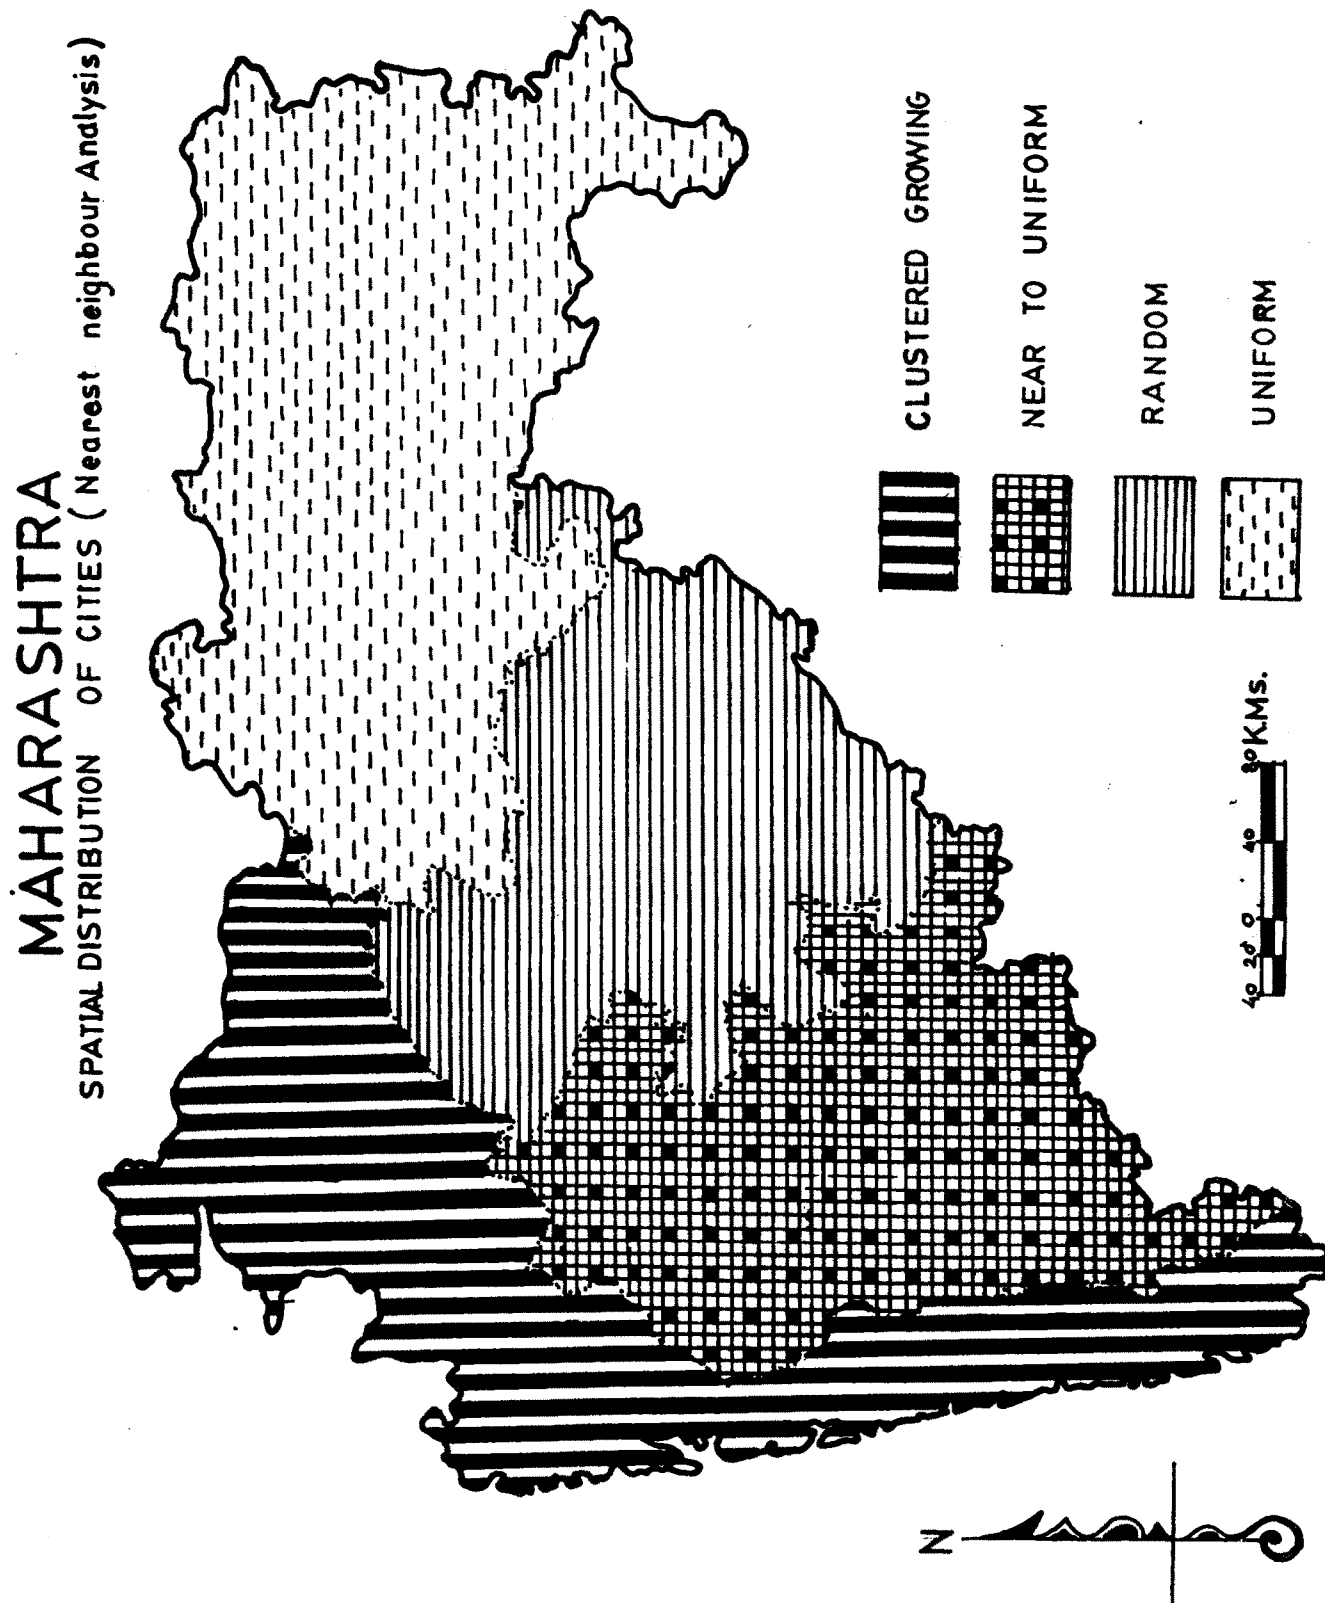 MAHARASHTRA
SPATIAL DISTRIBUTION OF CITIES (Nearest neighbour Analysis)
CLUSTERED GROWING
NEAR TO UNIFORM
RANDOM
UNIFORM
40 20 0 40 80 KMs.
N